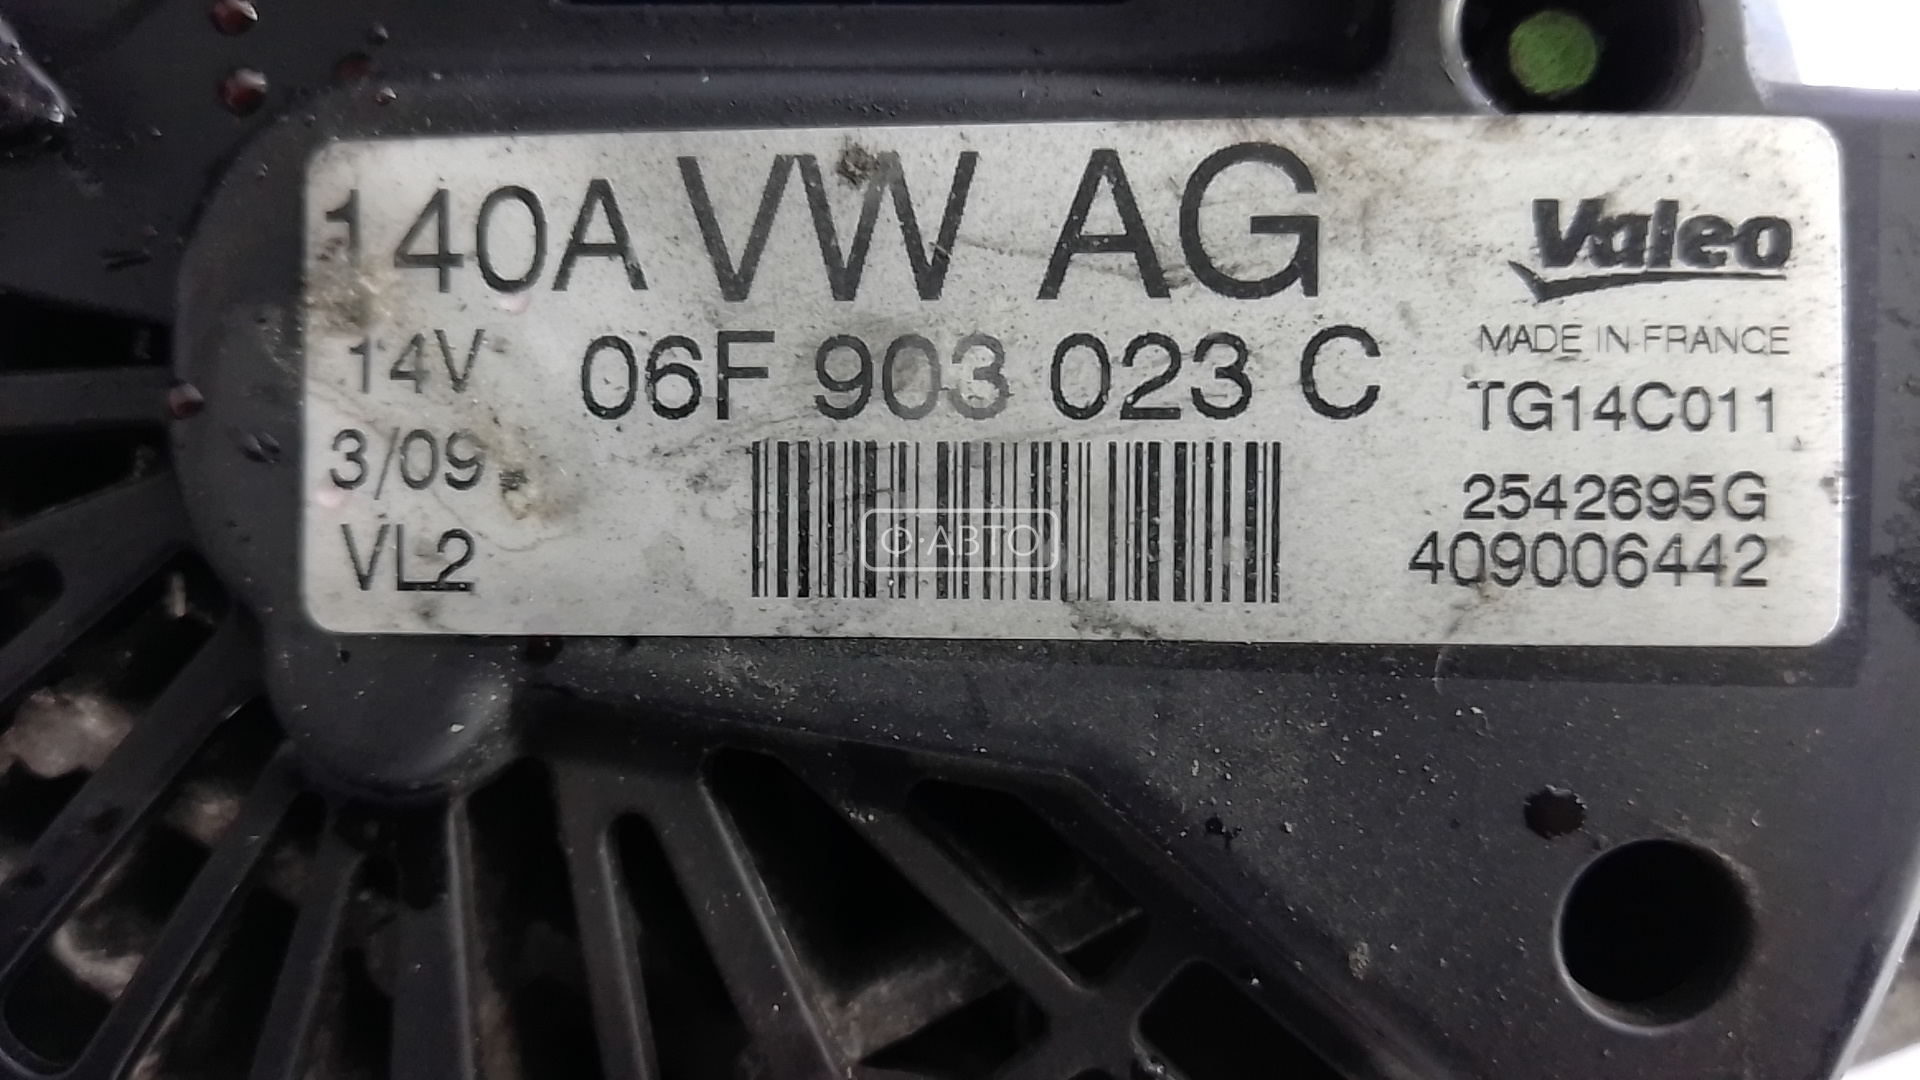 140A VW AG
Valeo
14V 06F 903 023 C
MADE IN FRANCE
TG14C011
3/09
2542695G
VL2
409006442
АВТО